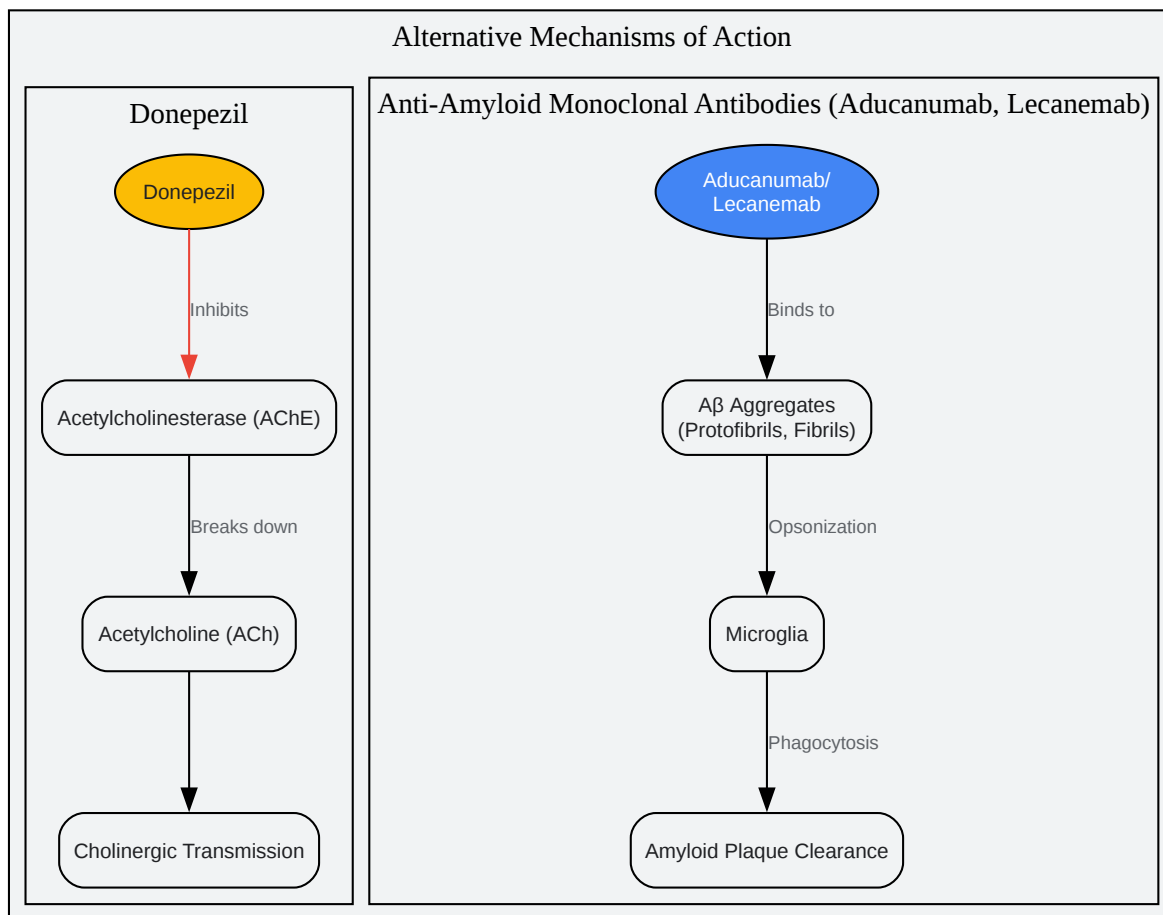 Alternative Mechanisms of Action
Donepezil
Donepezil
Inhibits
Acetylcholinesterase (AChE)
Breaks down
Acetylcholine (ACh)
Cholinergic Transmission
Anti-Amyloid Monoclonal Antibodies (Aducanumab, Lecanemab)
Aducanumab/
Lecanemab
Binds to
Aβ Aggregates
(Protofibrils, Fibrils)
Opsonization
Microglia
Phagocytosis
Amyloid Plaque Clearance